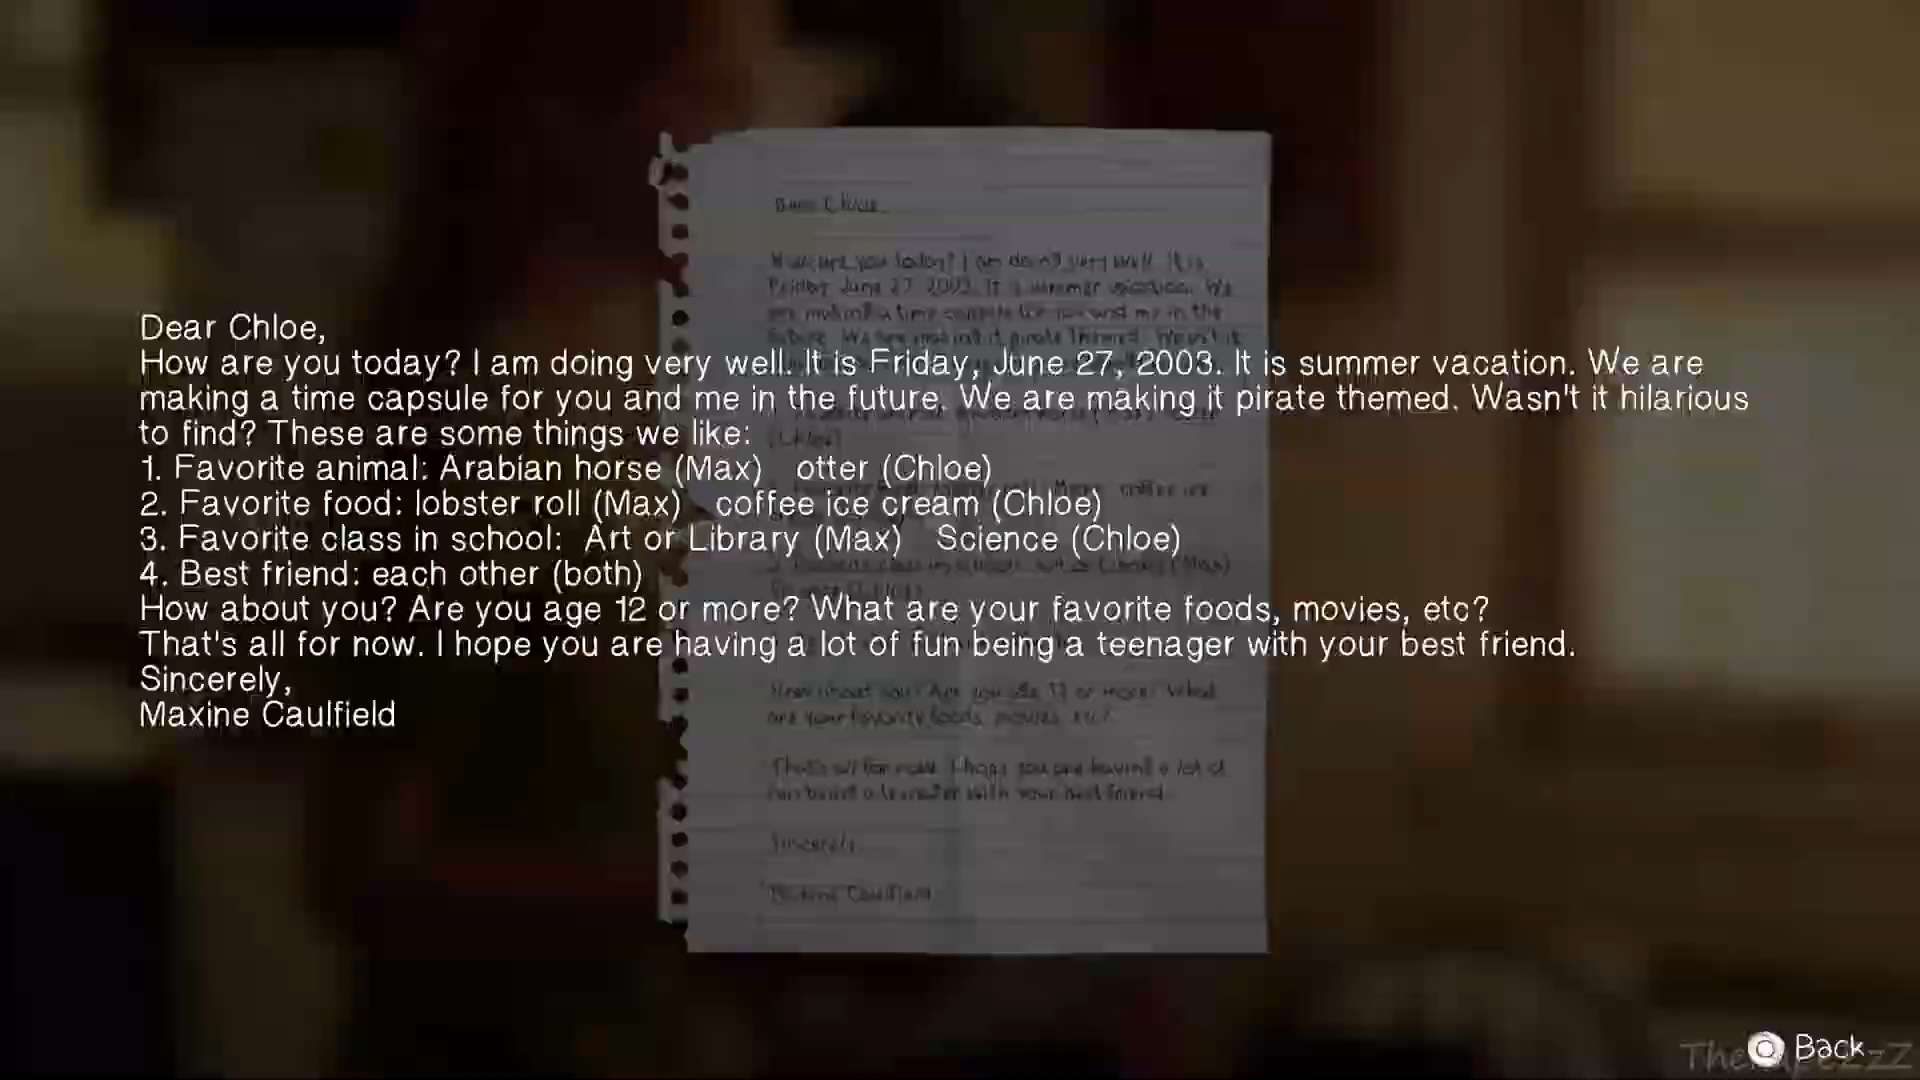 Dear Chloe,
How are you today? I am doing very well. It is Friday, June 27, 2003. It is summer vacation. We are
making a time capsule for you and me in the future. We are making it pirate themed. Wasn't it hilarious
to find? These are some things we like:
1. Favorite animal: Arabian horse (Max)   otter (Chloe)
2. Favorite food: lobster roll (Max)   coffee ice cream (Chloe)
3. Favorite class in school:  Art or Library (Max)   Science (Chloe)
4. Best friend: each other (both)
How about you? Are you age 12 or more? What are your favorite foods, movies, etc?
That's all for now. I hope you are having a lot of fun being a teenager with your best friend.
Sincerely,
Maxine Caulfield
Back